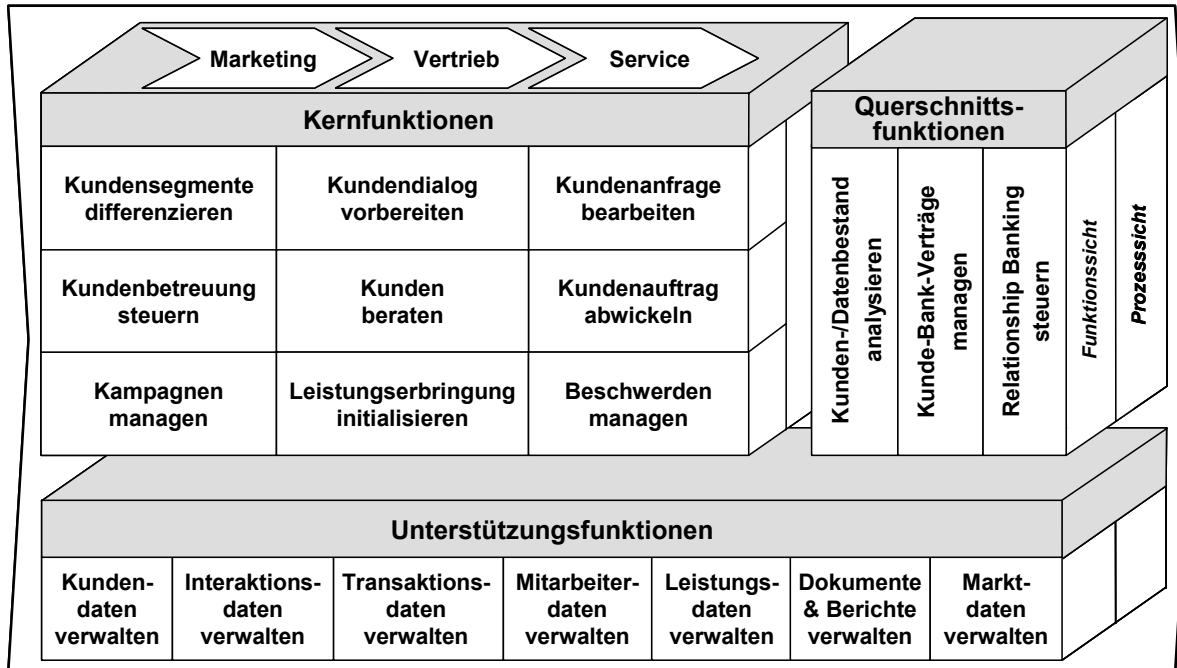 Marketing
Vertrieb
Service
Kernfunktionen
Kundensegmente
differenzieren
Kundendialog
vorbereiten
Kundenanfrage
bearbeiten
Kundenbetreuung
steuern
Kunden
beraten
Kundenauftrag
abwickeln
Kampagnen
managen
Leistungserbringung
initialisieren
Beschwerden
managen
Querschnitts-
funktionen
Kunden-/Datenbestand
analysieren
Kunde-Bank-Verträge
managen
Relationship Banking
steuern
Funktionssicht
Prozesssicht
Unterstützungsfunktionen
Kunden-
daten
verwalten
Interaktions-
daten
verwalten
Transaktions-
daten
verwalten
Mitarbeiter-
daten
verwalten
Leistungs-
daten
verwalten
Dokumente
& Berichte
verwalten
Markt-
daten
verwalten